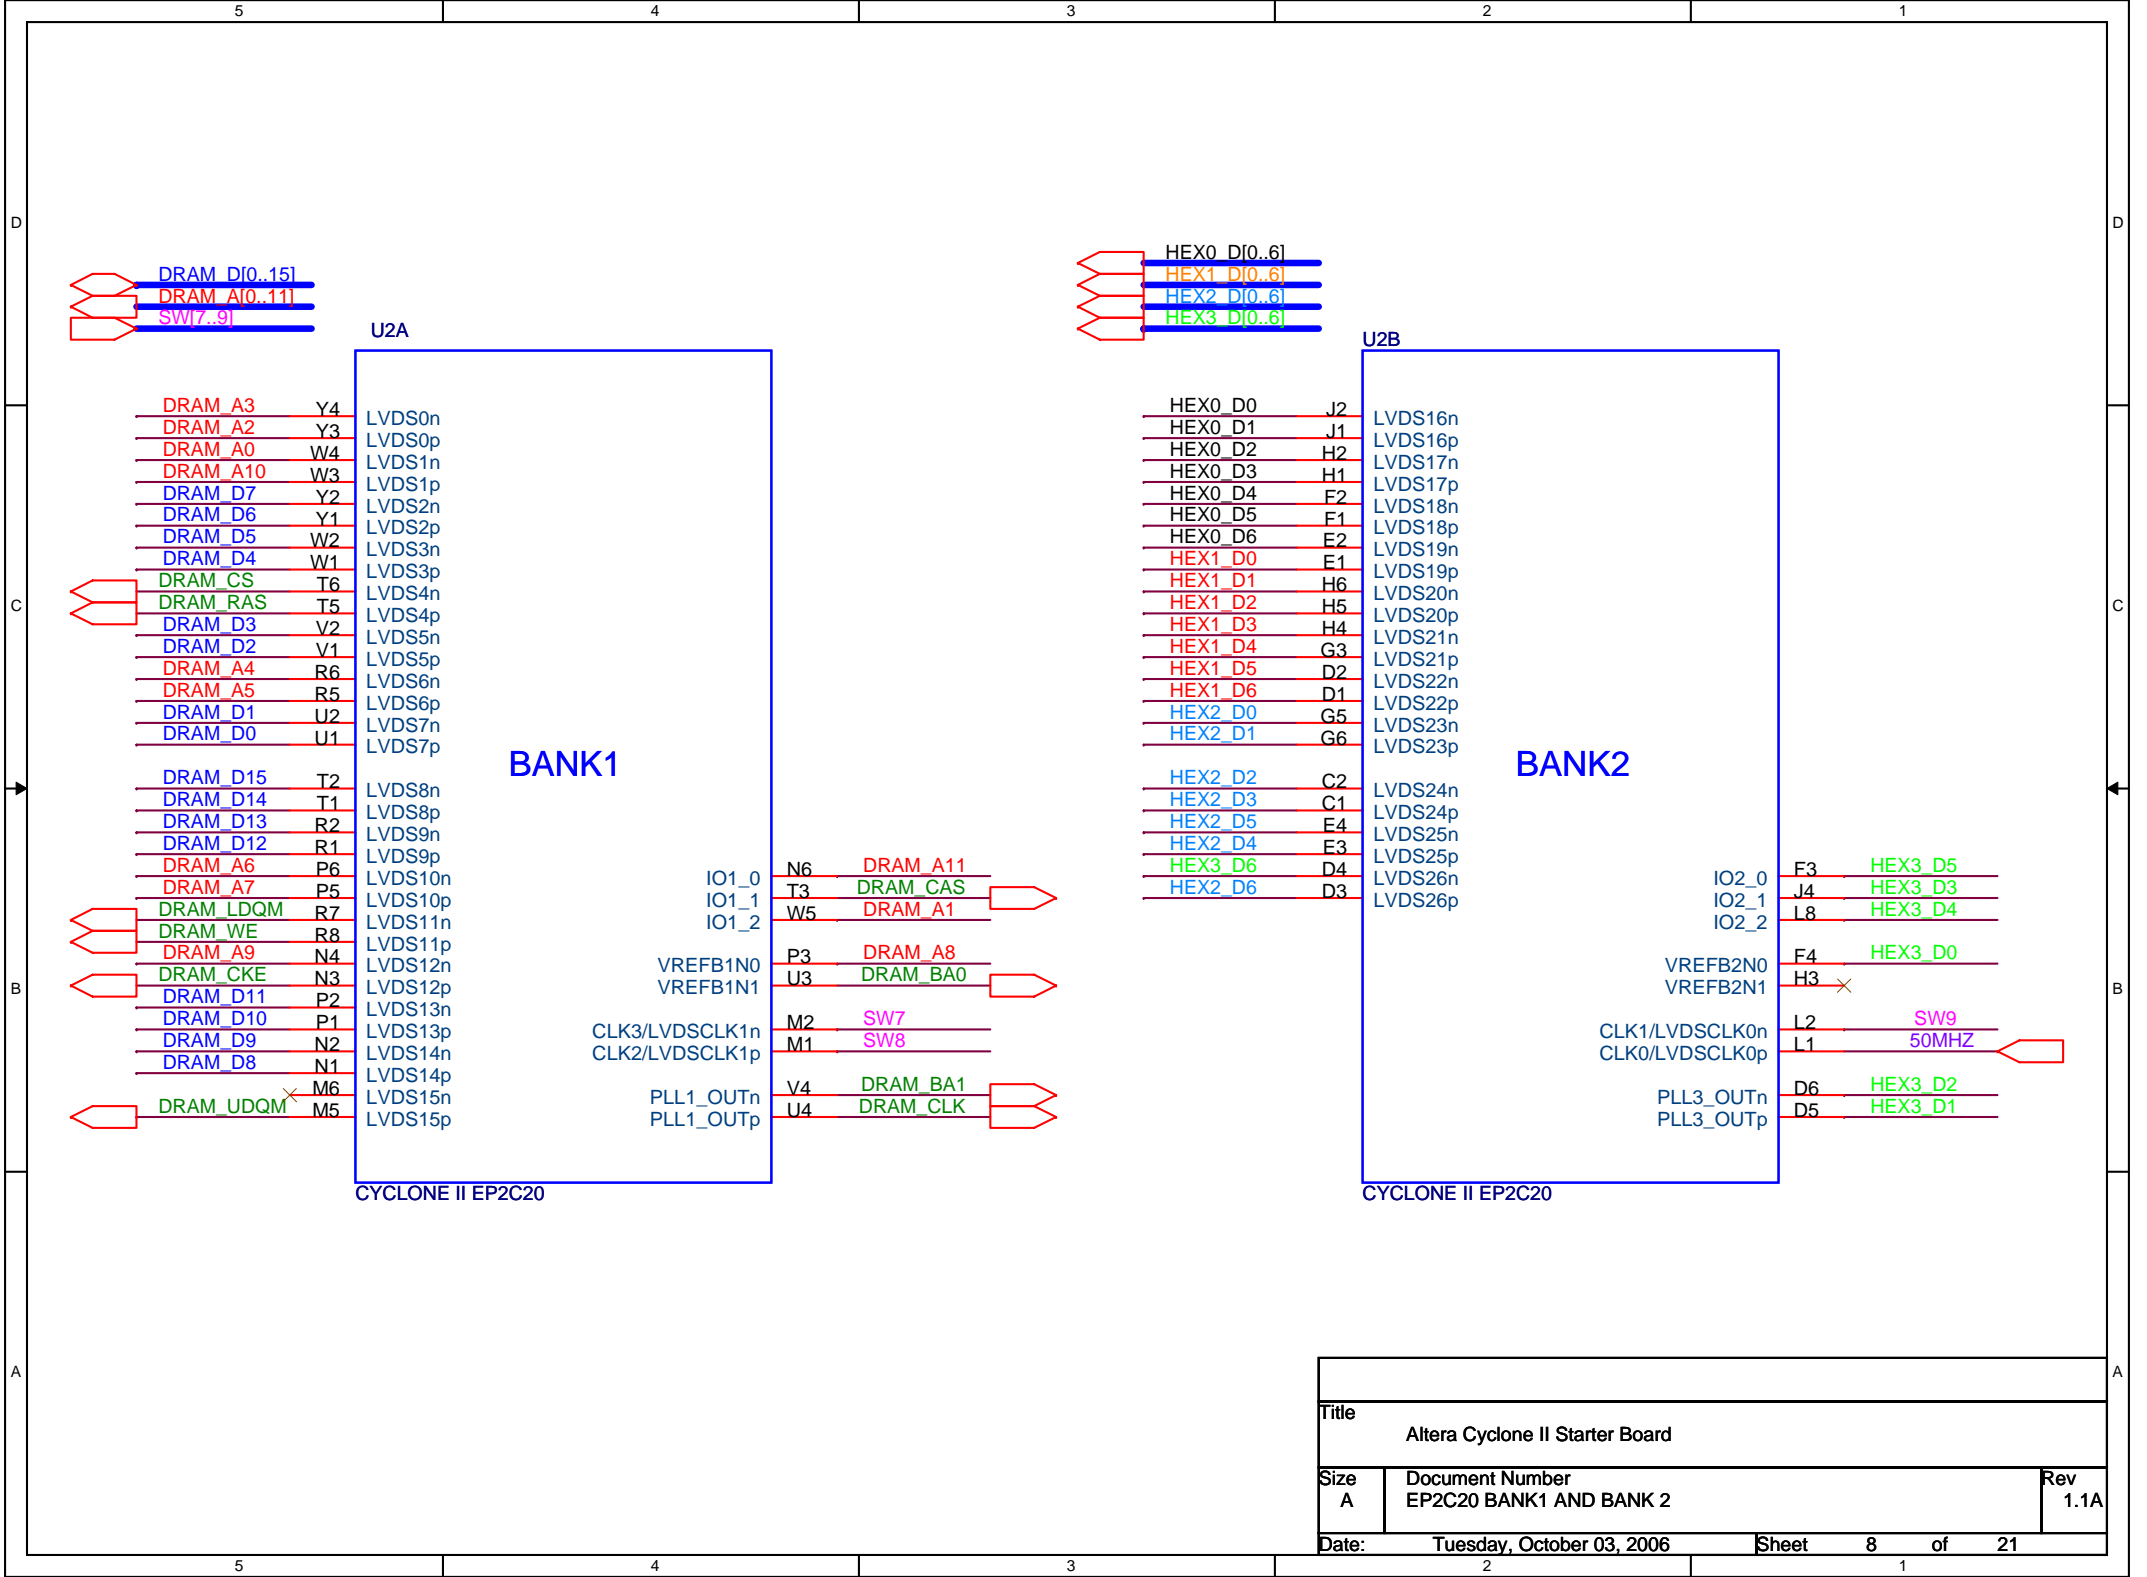 5 4 3 2 1
D D
DRAM_D[0..15]
DRAM_A[0..11]
SW[7..9]
HEX0_D[0..6]
HEX1_D[0..6]
HEX2_D[0..6]
HEX3_D[0..6]
U2A
DRAM_A3 Y4 LVDS0n
DRAM_A2 Y3 LVDS0p
DRAM_A0 W4 LVDS1n
DRAM_A10 W3 LVDS1p
DRAM_D7 Y2 LVDS2n
DRAM_D6 Y1 LVDS2p
DRAM_D5 W2 LVDS3n
DRAM_D4 W1 LVDS3p
DRAM_CS T6 LVDS4n
DRAM_RAS T5 LVDS4p
DRAM_D3 V2 LVDS5n
DRAM_D2 V1 LVDS5p
DRAM_A4 R6 LVDS6n
DRAM_A5 R5 LVDS6p
DRAM_D1 U2 LVDS7n
DRAM_D0 U1 LVDS7p
BANK1
DRAM_D15 T2 LVDS8n
DRAM_D14 T1 LVDS8p
DRAM_D13 R2 LVDS9n
DRAM_D12 R1 LVDS9p
DRAM_A6 P6 LVDS10n
DRAM_A7 P5 LVDS10p
DRAM_LDQM R7 LVDS11n
DRAM_WE R8 LVDS11p
DRAM_A9 N4 LVDS12n
DRAM_CKE N3 LVDS12p
DRAM_D11 P2 LVDS13n
DRAM_D10 P1 LVDS13p
DRAM_D9 N2 LVDS14n
DRAM_D8 N1 LVDS14p
M6 LVDS15n
DRAM_UDQM M5 LVDS15p
IO1_0 N6 DRAM_A11
IO1_1 T3 DRAM_CAS
IO1_2 W5 DRAM_A1
VREFB1N0 P3 DRAM_A8
VREFB1N1 U3 DRAM_BA0
CLK3/LVDSCLK1n M2 SW7
CLK2/LVDSCLK1p M1 SW8
PLL1_OUTn V4 DRAM_BA1
PLL1_OUTp U4 DRAM_CLK
CYCLONE II EP2C20
U2B
HEX0_D0 J2 LVDS16n
HEX0_D1 J1 LVDS16p
HEX0_D2 H2 LVDS17n
HEX0_D3 H1 LVDS17p
HEX0_D4 F2 LVDS18n
HEX0_D5 F1 LVDS18p
HEX0_D6 E2 LVDS19n
HEX1_D0 E1 LVDS19p
HEX1_D1 H6 LVDS20n
HEX1_D2 H5 LVDS20p
HEX1_D3 H4 LVDS21n
HEX1_D4 G3 LVDS21p
HEX1_D5 D2 LVDS22n
HEX1_D6 D1 LVDS22p
HEX2_D0 G5 LVDS23n
HEX2_D1 G6 LVDS23p
BANK2
HEX2_D2 C2 LVDS24n
HEX2_D3 C1 LVDS24p
HEX2_D5 E4 LVDS25n
HEX2_D4 E3 LVDS25p
HEX3_D6 D4 LVDS26n
HEX2_D6 D3 LVDS26p
IO2_0 F3 HEX3_D5
IO2_1 J4 HEX3_D3
IO2_2 L8 HEX3_D4
VREFB2N0 F4 HEX3_D0
VREFB2N1 H3
CLK1/LVDSCLK0n L2 SW9
CLK0/LVDSCLK0p L1 50MHZ
PLL3_OUTn D6 HEX3_D2
PLL3_OUTp D5 HEX3_D1
CYCLONE II EP2C20
C C
B B
A A
Title
Altera Cyclone II Starter Board
Size Document Number Rev
A EP2C20 BANK1 AND BANK 2 1.1A
Date: Tuesday, October 03, 2006 Sheet 8 of 21
5 4 3 2 1